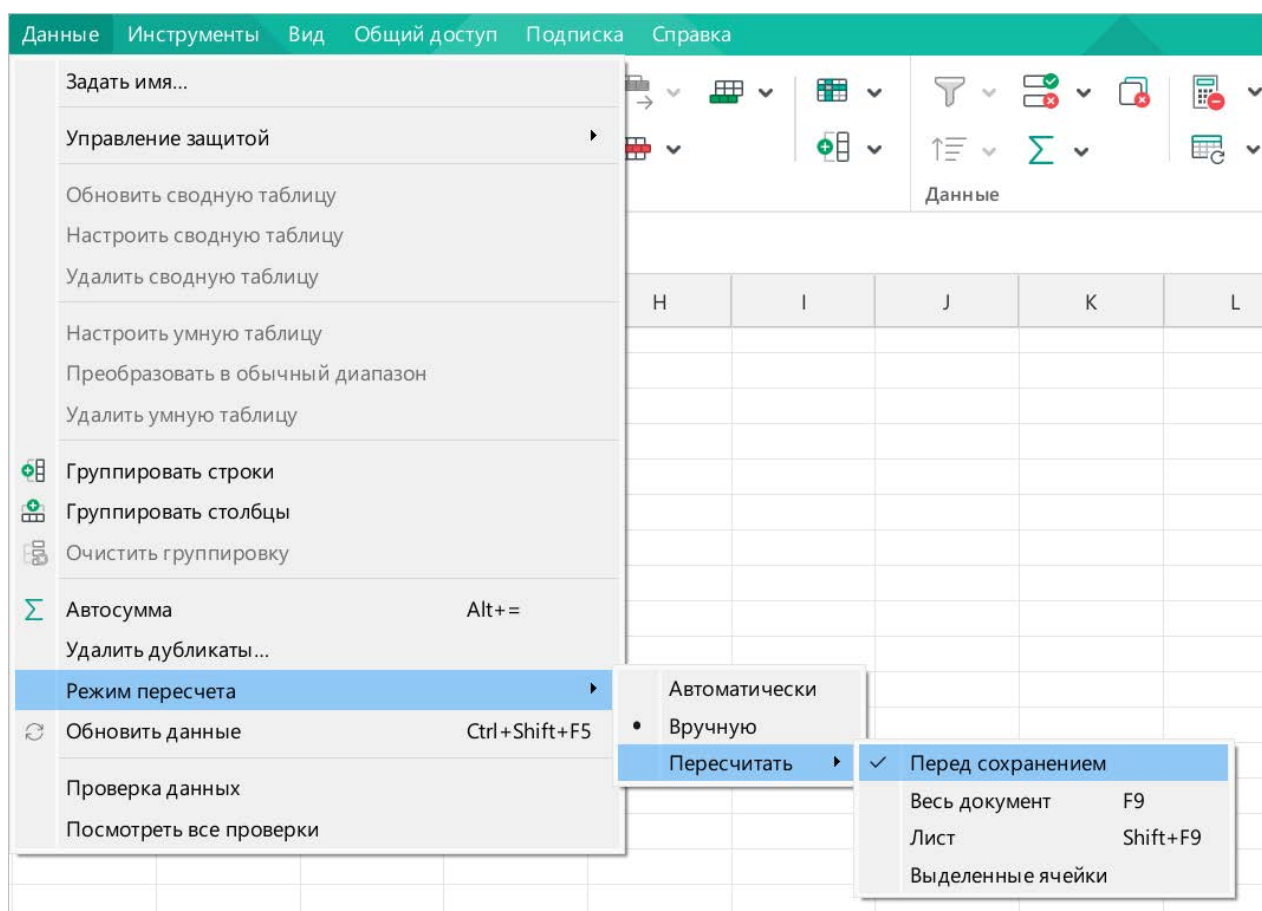 Данные Инструменты Вид Общий доступ Подписка Справка
Задать имя...
Управление защитой
Обновить сводную таблицу
Настроить сводную таблицу
Удалить сводную таблицу
Настроить умную таблицу
Преобразовать в обычный диапазон
Удалить умную таблицу
Группировать строки
Группировать столбцы
Очистить группировку
Автосумма Alt+=
Удалить дубликаты...
Режим пересчета
Обновить данные Ctrl+Shift+F5
Проверка данных
Посмотреть все проверки
Данные
H I J K L
Автоматически
Вручную
Пересчитать
Перед сохранением
Весь документ F9
Лист Shift+F9
Выделенные ячейки